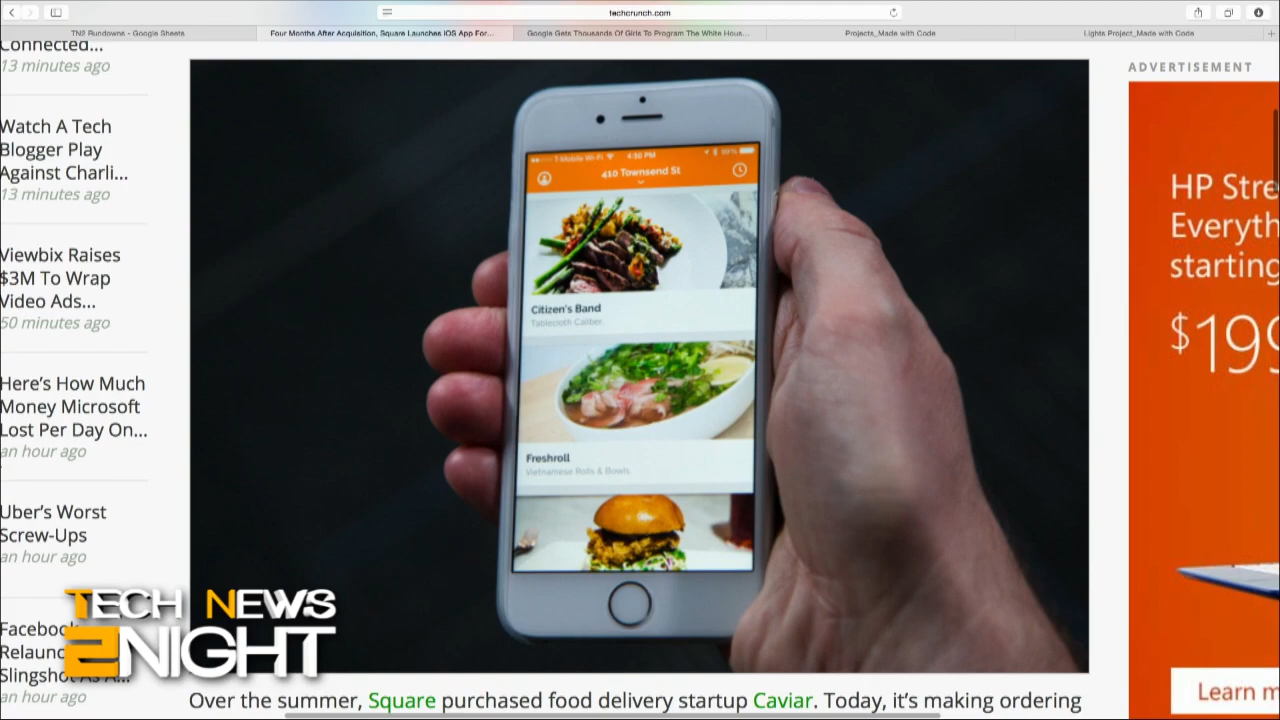 techcrunch.com
TN2 Rundowns - Google Sheets
Four Months After Acquisition, Square Launches iOS App For...
Google Gets Thousands Of Girls To Program The White Hous...
Projects_Made with Code
Lights Project_Made with Code
Connected...
13 minutes ago
Watch A Tech
Blogger Play
Against Charli...
13 minutes ago
Viewbix Raises
$3M To Wrap
Video Ads...
50 minutes ago
Here's How Much
Money Microsoft
Lost Per Day On...
an hour ago
Uber's Worst
Screw-Ups
an hour ago
Facebook
Relaunc
Slingshot As A...
an hour ago
T-Mobile Wi-Fi 4:50 PM 99%
410 Townsend St
Citizen's Band
Tablecloth Caliber.
Freshroll
Vietnamese Rolls & Bowls.
ADVERTISEMENT
HP Stre
Everyth
starting
$199
Learn m
TECH NEWS
2NIGHT
Over the summer, Square purchased food delivery startup Caviar. Today, it's making ordering